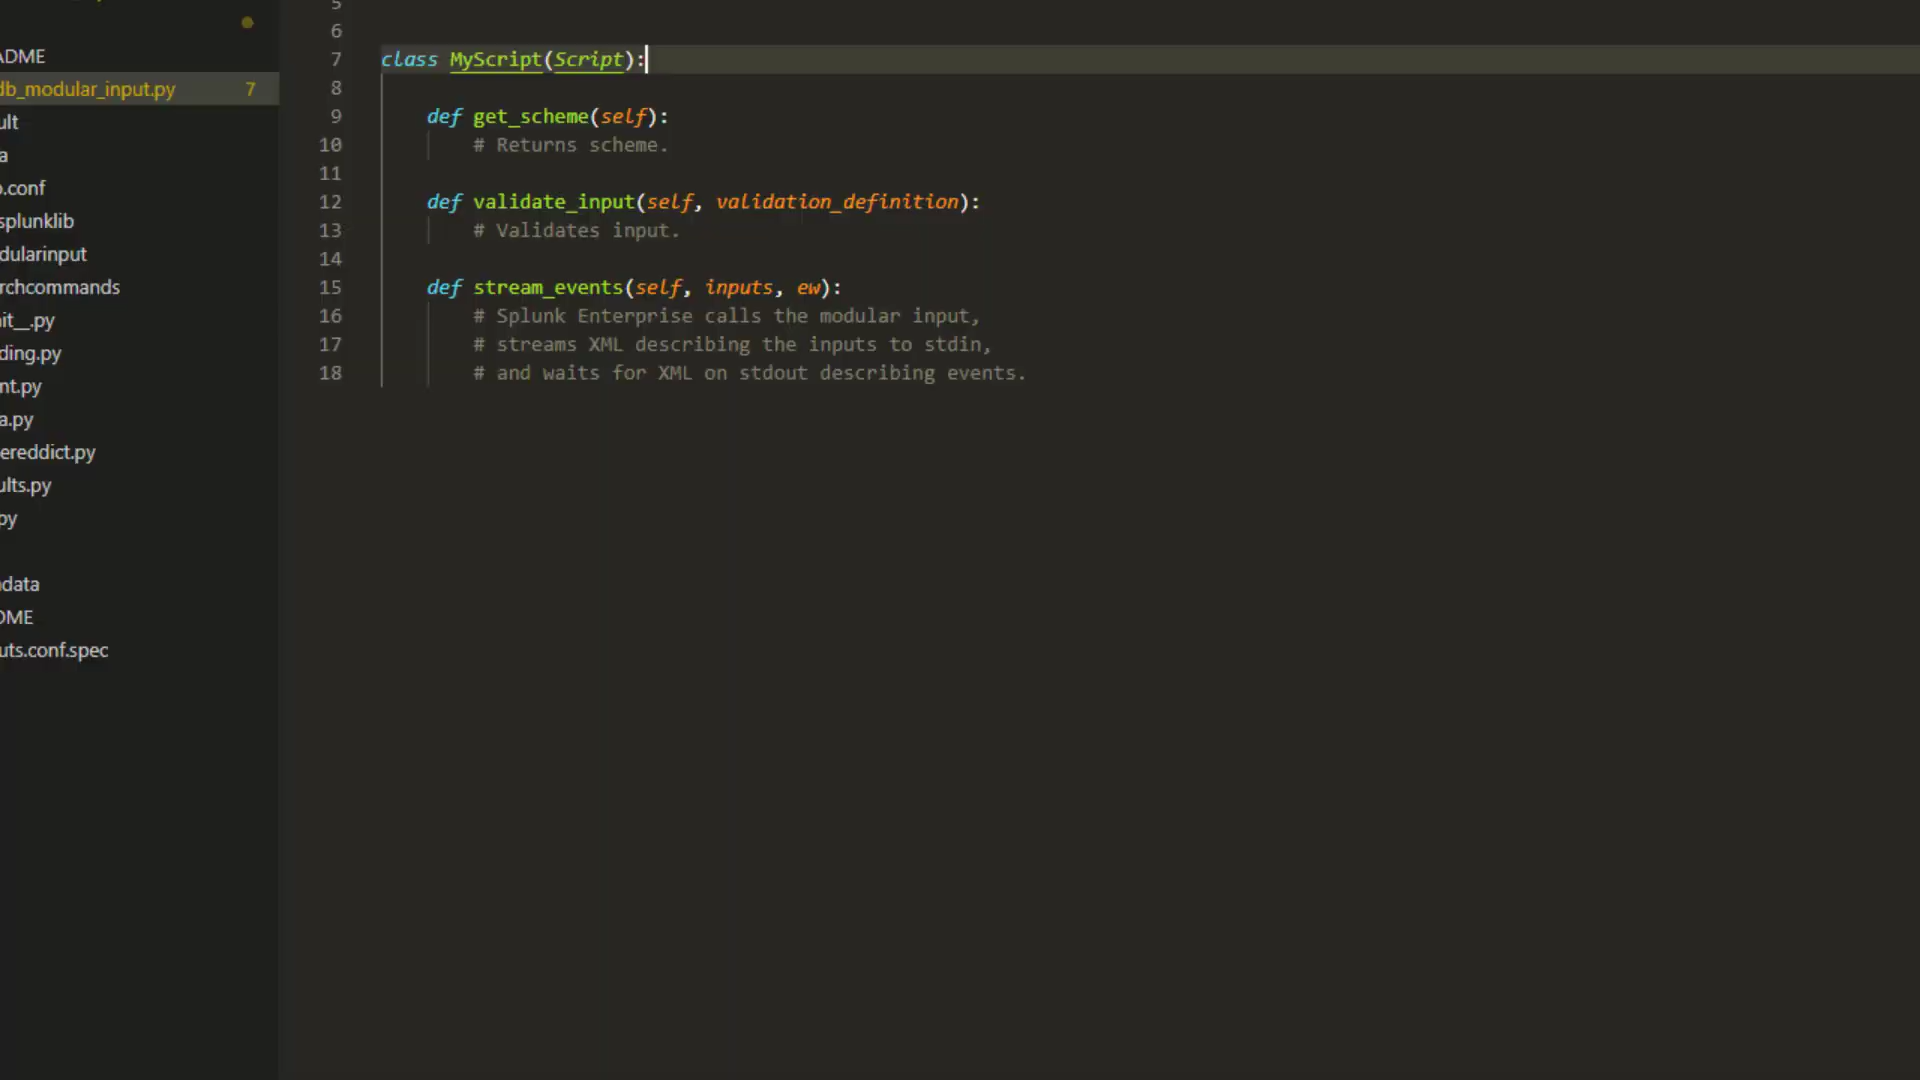 ADME
db_modular_input.py 7
ult
a
o.conf
splunklib
dularinput
rchcommands
it__.py
ding.py
nt.py
a.py
ereddict.py
ults.py
py
data
OME
uts.conf.spec
5
6
7 class MyScript(Script):
8
9 def get_scheme(self):
10 # Returns scheme.
11
12 def validate_input(self, validation_definition):
13 # Validates input.
14
15 def stream_events(self, inputs, ew):
16 # Splunk Enterprise calls the modular input,
17 # streams XML describing the inputs to stdin,
18 # and waits for XML on stdout describing events.